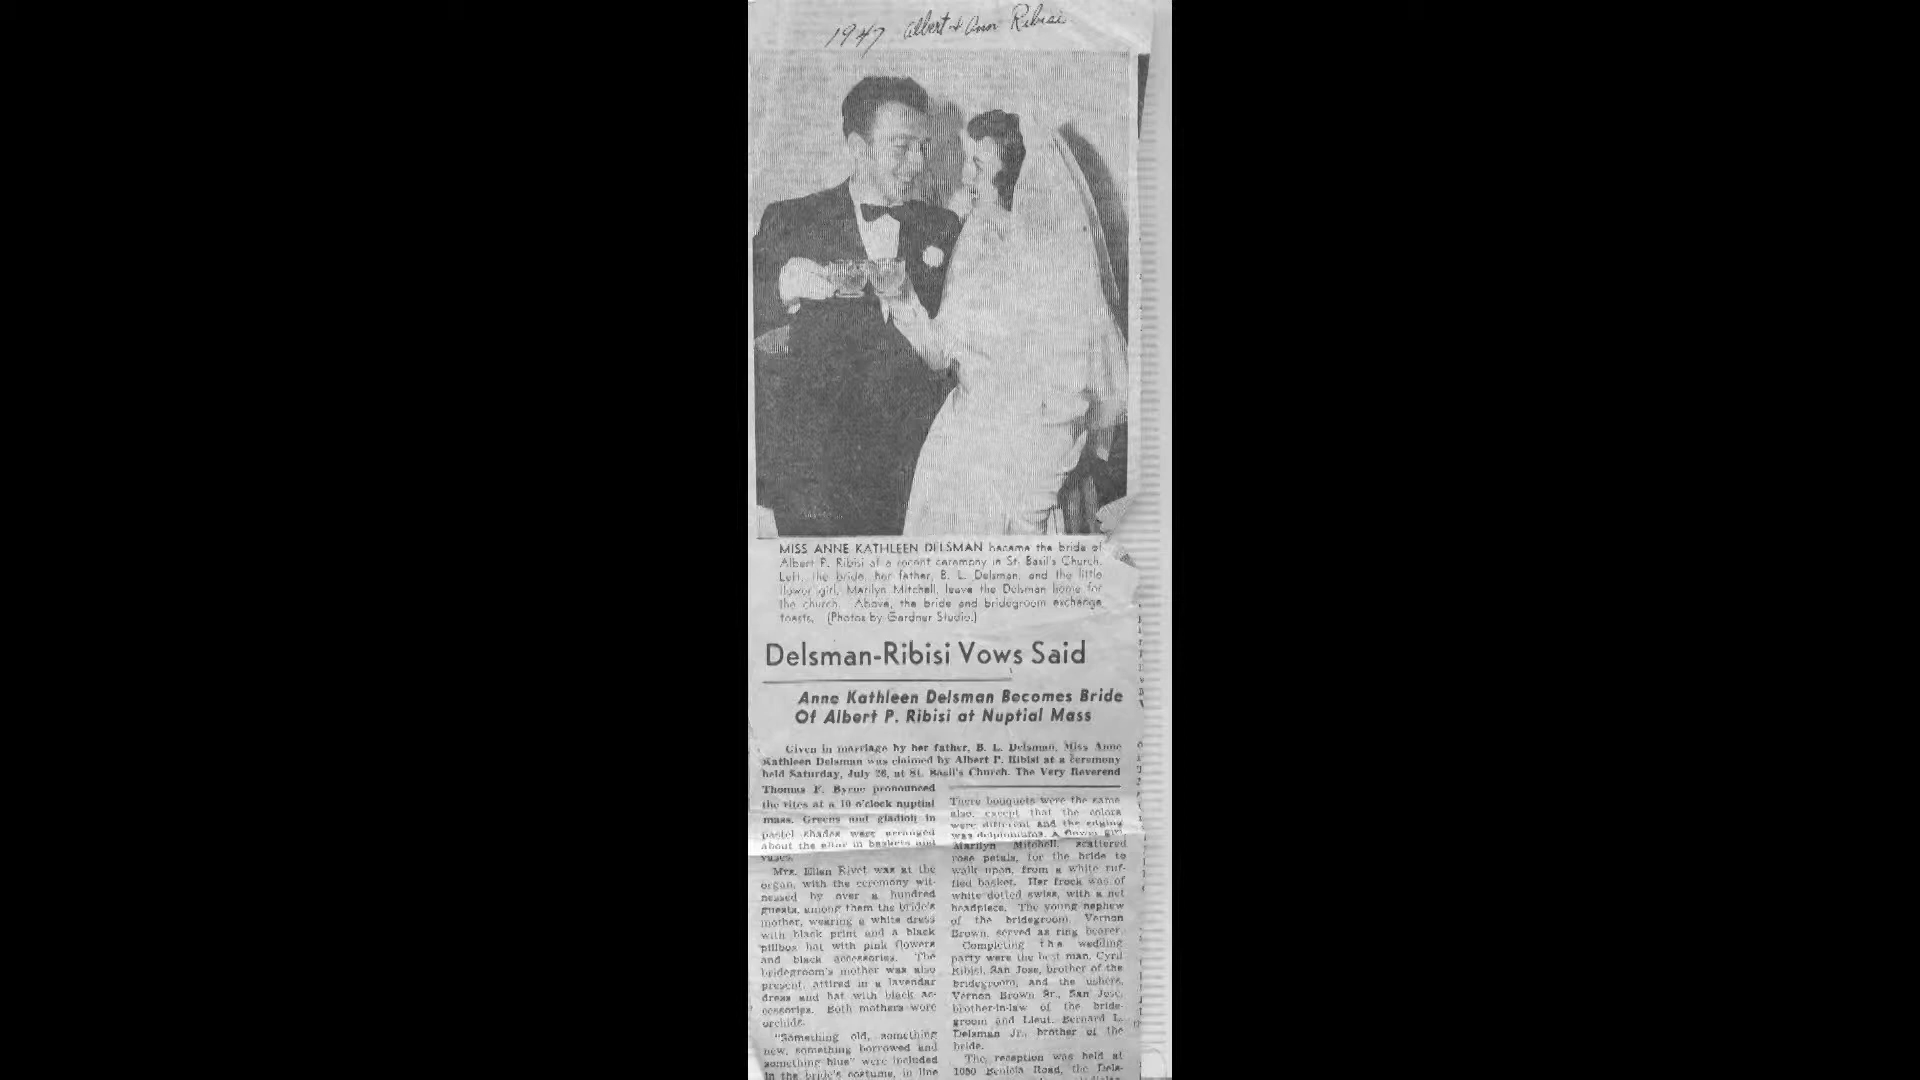 1947 Albert & Ann Ribisi
MISS ANNE KATHLEEN DELSMAN became the bride of
Albert P. Ribisi at a recent ceremony in St. Basil's Church.
Left, the bride, her father, B. L. Delsman, and the little
flower girl, Marilyn Mitchell, leave the Delsman home for
the church. Above, the bride and bridegroom exchange
toasts. (Photos by Gardner Studio.)
Delsman-Ribisi Vows Said
Anne Kathleen Delsman Becomes Bride
Of Albert P. Ribisi at Nuptial Mass
Given in marriage by her father, B. L. Delsman, Miss Anne
Kathleen Delsman was claimed by Albert P. Ribisi at a ceremony
held Saturday, July 26, at St. Basil's Church. The Very Reverend
Thomas F. Byrne pronounced
the rites at a 10 o'clock nuptial
mass. Greens and gladioli in
pastel shades were arranged
about the altar in baskets and
vases.
Mrs. Ellen Rivet was at the
organ, with the ceremony wit-
nessed by over a hundred
guests, among them the bride's
mother, wearing a white dress
with black print and a black
pillbox hat with pink flowers
and black accessories. The
bridegroom's mother was also
present, attired in a lavendar
dress and hat with black ac-
cessories. Both mothers wore
orchids.
"Something old, something
new, something borrowed and
something blue" were included
in the bride's costume, in line
There bouquets were the same
also, except that the colors
were different and the edging
was delphiniums. A flower girl,
Marilyn Mitchell, scattered
rose petals, for the bride to
walk upon, from a white ruf-
fled basket. Her frock was of
white dotted swiss, with a net
headpiece. The young nephew
of the bridegroom, Vernon
Brown, served as ring bearer.
Completing the wedding
party were the best man, Cyril
Ribisi, San Jose, brother of the
bridegroom, and the ushers,
Vernon Brown Sr., San Jose,
brother-in-law of the bride-
groom and Lieut. Bernard L.
Delsman Jr., brother of the
bride.
The reception was held at
1030 Benicia Road, the Dels-